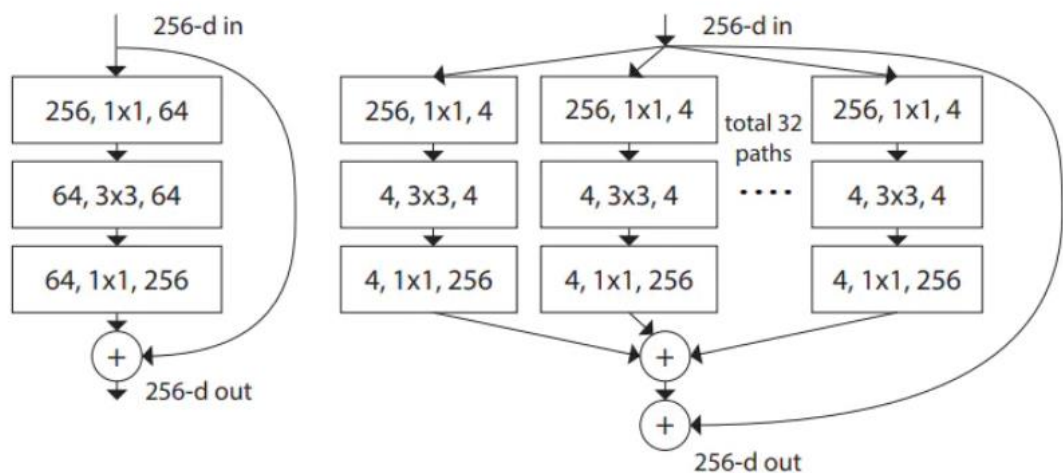 256-d in
256, 1x1, 64
64, 3x3, 64
64, 1x1, 256
+
256-d out
256-d in
256, 1x1, 4
256, 1x1, 4
total 32
paths
256, 1x1, 4
4, 3x3, 4
4, 3x3, 4
....
4, 3x3, 4
4, 1x1, 256
4, 1x1, 256
4, 1x1, 256
+
+
256-d out